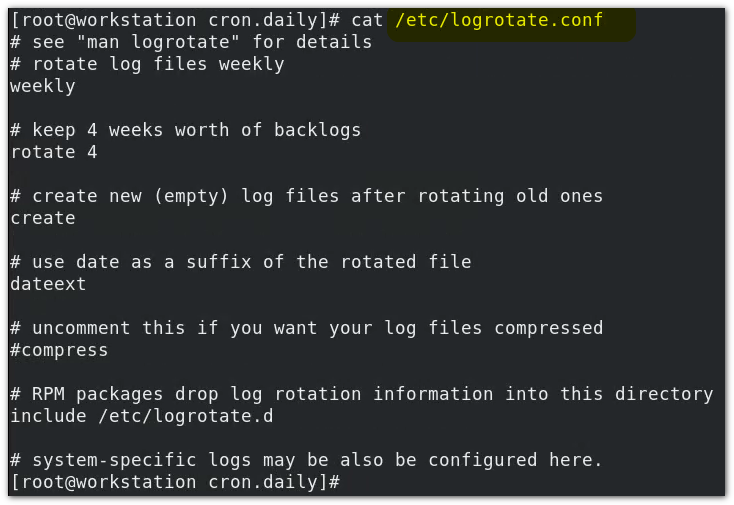 [root@workstation cron.daily]# cat /etc/logrotate.conf
# see "man logrotate" for details
# rotate log files weekly
weekly
# keep 4 weeks worth of backlogs
rotate 4
# create new (empty) log files after rotating old ones
create
# use date as a suffix of the rotated file
dateext
# uncomment this if you want your log files compressed
#compress
# RPM packages drop log rotation information into this directory
include /etc/logrotate.d
# system-specific logs may be also be configured here.
[root@workstation cron.daily]#